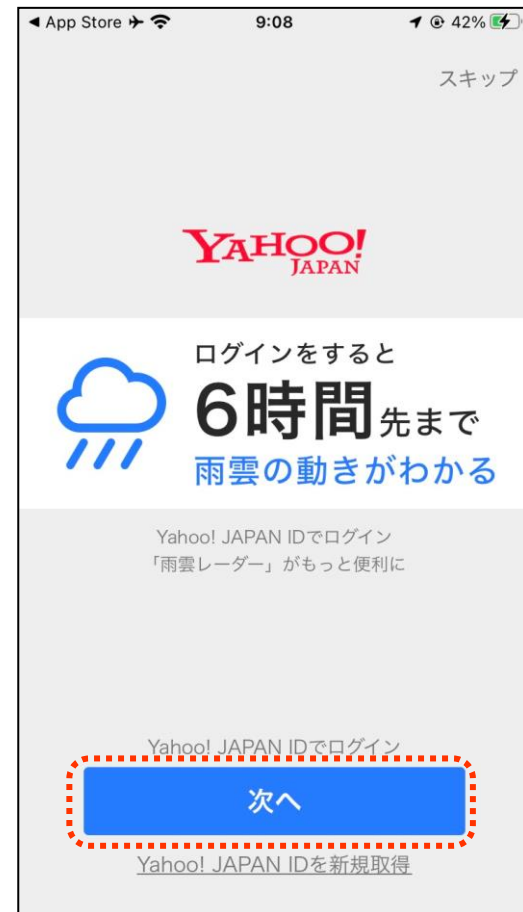 App Store 9:08 42%
スキップ
YAHOO!
JAPAN
ログインをすると
6時間先まで
雨雲の動きがわかる
Yahoo! JAPAN IDでログイン
「雨雲レーダー」がもっと便利に
Yahoo! JAPAN IDでログイン
次へ
Yahoo! JAPAN IDを新規取得